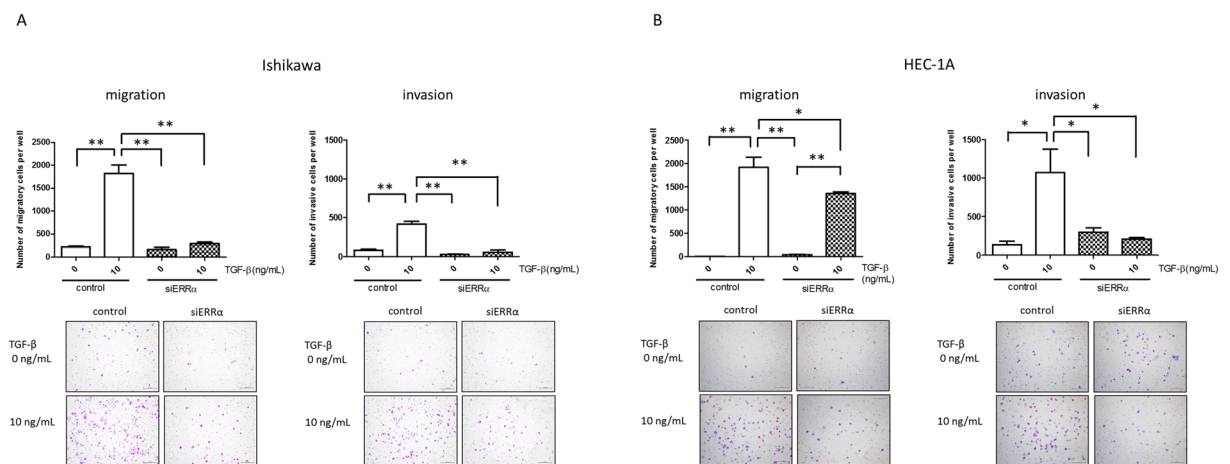 A
B
Ishikawa
HEC-1A
migration
invasion
migration
invasion
Number of migratory cells per well
2500
2000
1500
1000
500
0
**
**
**
0
10
0
10
TGF-β(ng/mL)
control
siERRα
Number of invasive cells per well
1500
1000
500
0
**
**
**
0
10
0
10
TGF-β(ng/mL)
control
siERRα
Number of migratory cells per well
2500
2000
1500
1000
500
0
**
**
*
**
0
10
0
10
TGF-β
(ng/mL)
control
siERRα
Number of invasive cells per well
1500
1000
500
0
*
*
*
0
10
0
10
TGF-β(ng/mL)
control
siERRα
control
siERRα
TGF-β
0 ng/mL
10 ng/mL
control
siERRα
TGF-β
0 ng/mL
10 ng/mL
control
siERRα
TGF-β
0 ng/mL
10 ng/mL
control
siERRα
TGF-β
0 ng/mL
10 ng/mL